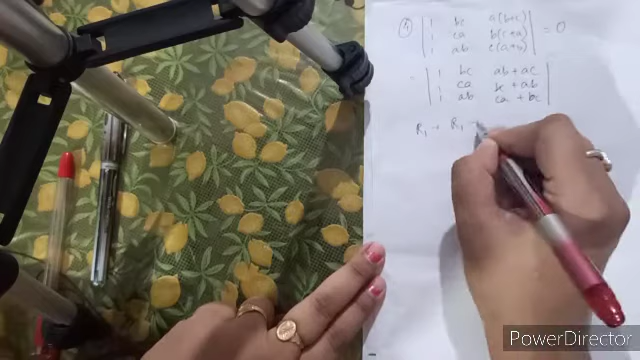 4) | 1 bc a(b+c) |
| 1 ca b(c+a) | = 0
| 1 ab c(a+b) |
| 1 bc ab + ac |
| 1 ca bc + ab |
| 1 ab ca + bc |
R₁ → R₁ -
PowerDirector